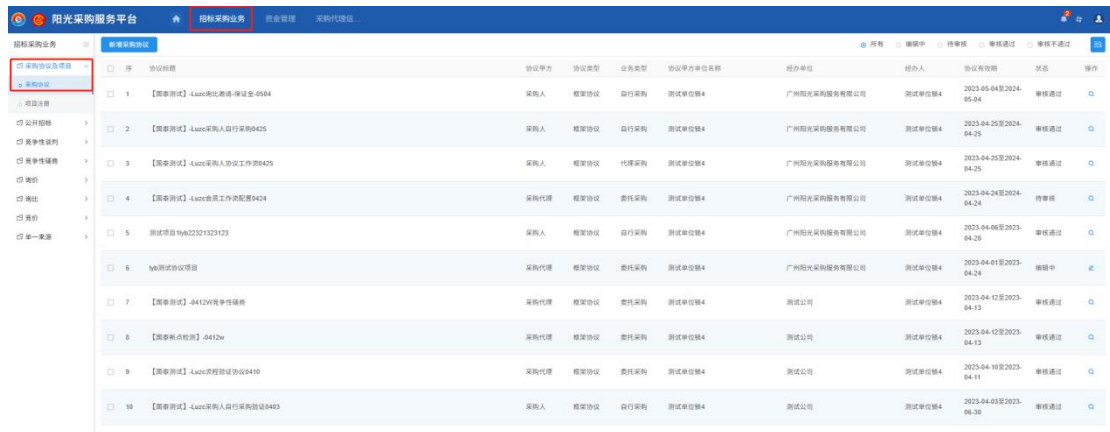 阳光采购服务平台 招标采购业务 资金管理 采购代理信...
招标采购业务
新增采购协议
所有 编辑中 待审核 审核通过 审核不通过
采购协议及项目
采购协议
项目注册
公开招标
竞争性谈判
竞争性磋商
询价
询比
竞价
单一来源
序 协议标题 协议甲方 协议类型 业务类型 协议甲方单位名称 经办单位 经办人 协议有效期 状态 操作
1 【国泰测试】-Luzc询比邀请-保证金-0504 采购人 框架协议 自行采购 测试单位额4 广州阳光采购服务有限公司 测试单位额4 2023-05-04至2024-05-04 审核通过
2 【国泰测试】-Luzc采购人自行采购0425 采购人 框架协议 自行采购 测试单位额4 广州阳光采购服务有限公司 测试单位额4 2023-04-25至2024-04-25 审核通过
3 【国泰测试】-Luzc采购人协议工作流0425 采购人 框架协议 代理采购 测试单位额4 广州阳光采购服务有限公司 测试单位额4 2023-04-25至2024-04-25 审核通过
4 【国泰测试】-Luzc会员工作流配置0424 采购代理 框架协议 委托采购 测试单位额4 广州阳光采购服务有限公司 测试单位额4 2023-04-24至2024-04-24 待审核
5 测试项目1lyb22321323123 采购人 框架协议 自行采购 测试单位额4 广州阳光采购服务有限公司 测试单位额4 2023-04-06至2023-04-28 审核通过
6 lyb测试协议项目 采购代理 框架协议 委托采购 测试单位额4 广州阳光采购服务有限公司 测试单位额4 2023-04-01至2023-04-24 编辑中
7 【国泰测试】-0412W竞争性磋商 采购代理 框架协议 委托采购 测试单位额4 测试公司 测试单位额4 2023-04-12至2023-04-13 审核通过
8 【国泰新点检测】-0412w 采购代理 框架协议 委托采购 测试单位额4 测试公司 测试单位额4 2023-04-12至2023-04-13 审核通过
9 【国泰测试】-Luzc流程验证协议0410 采购代理 框架协议 委托采购 测试单位额4 测试公司 测试单位额4 2023-04-10至2023-04-11 审核通过
10 【国泰测试】-Luzc采购人自行采购验证0403 采购人 框架协议 自行采购 测试单位额4 测试公司 测试单位额4 2023-04-03至2023-06-30 审核通过